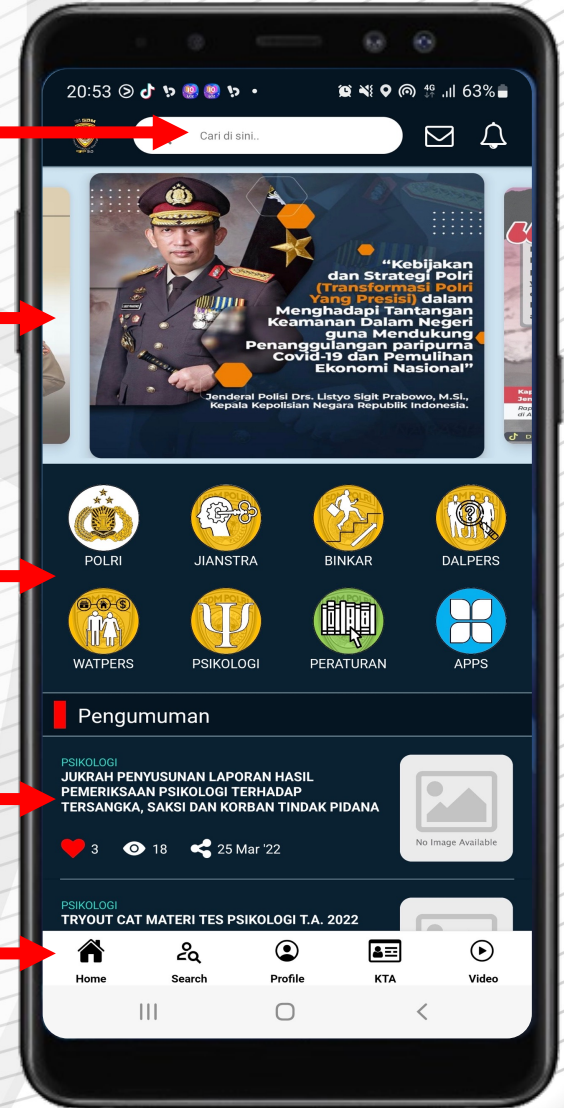 20:53
4G
63%
SDM
Cari di sini..
"Kebijakan
dan Strategi Polri
(Transformasi Polri
Yang Presisi) dalam
Menghadapi Tantangan
Keamanan Dalam Negeri
guna Mendukung
Penanggulangan paripurna
Covid-19 dan Pemulihan
Ekonomi Nasional"
Jenderal Polisi Drs. Listyo Sigit Prabowo, M.Si.,
Kepala Kepolisian Negara Republik Indonesia.
POLRI
JIANSTRA
BINKAR
DALPERS
WATPERS
PSIKOLOGI
PERATURAN
APPS
Pengumuman
PSIKOLOGI
JUKRAH PENYUSUNAN LAPORAN HASIL
PEMERIKSAAN PSIKOLOGI TERHADAP
TERSANGKA, SAKSI DAN KORBAN TINDAK PIDANA
3 18 25 Mar '22
No Image Available
PSIKOLOGI
TRYOUT CAT MATERI TES PSIKOLOGI T.A. 2022
Home Search Profile KTA Video